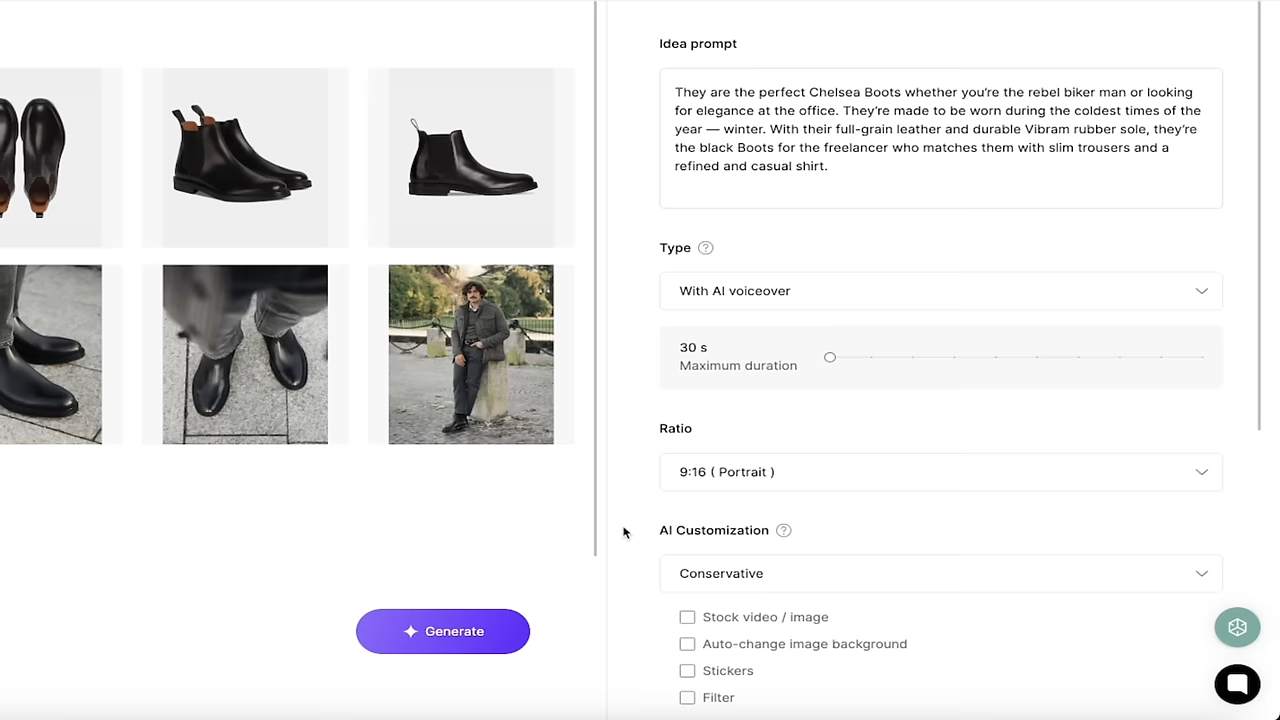 Idea prompt
They are the perfect Chelsea Boots whether you're the rebel biker man or looking
for elegance at the office. They're made to be worn during the coldest times of the
year — winter. With their full-grain leather and durable Vibram rubber sole, they're
the black Boots for the freelancer who matches them with slim trousers and a
refined and casual shirt.
Type ?
With AI voiceover
30 s
Maximum duration
Ratio
9:16 ( Portrait )
AI Customization ?
Conservative
Stock video / image
Auto-change image background
Stickers
Filter
Generate